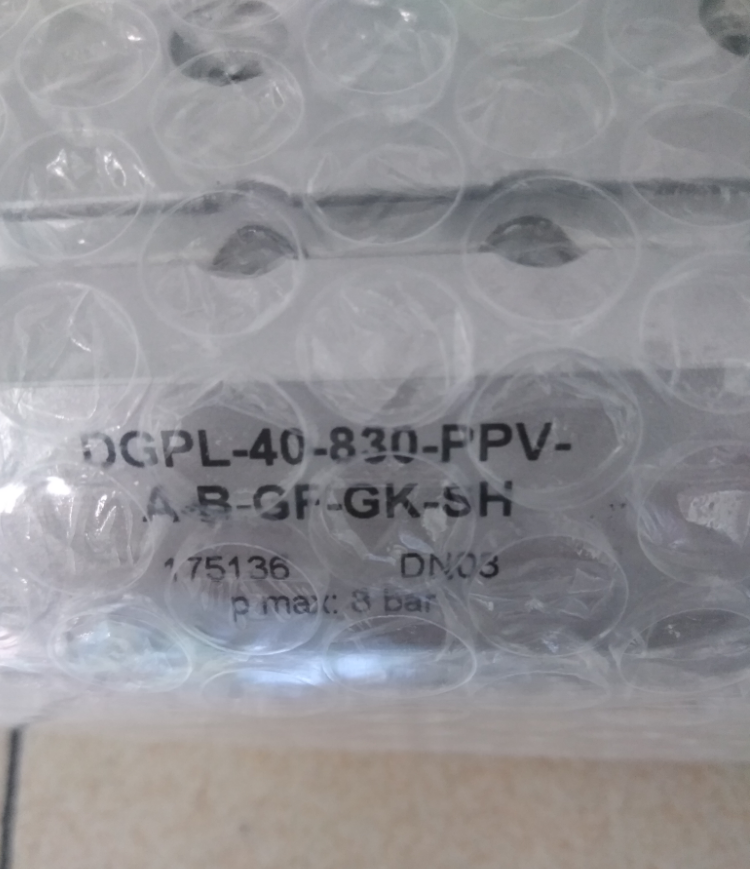 DGPL-40-830-PPV-
A-B-GF-GK-SH
175136 DN03
p max: 8 bar